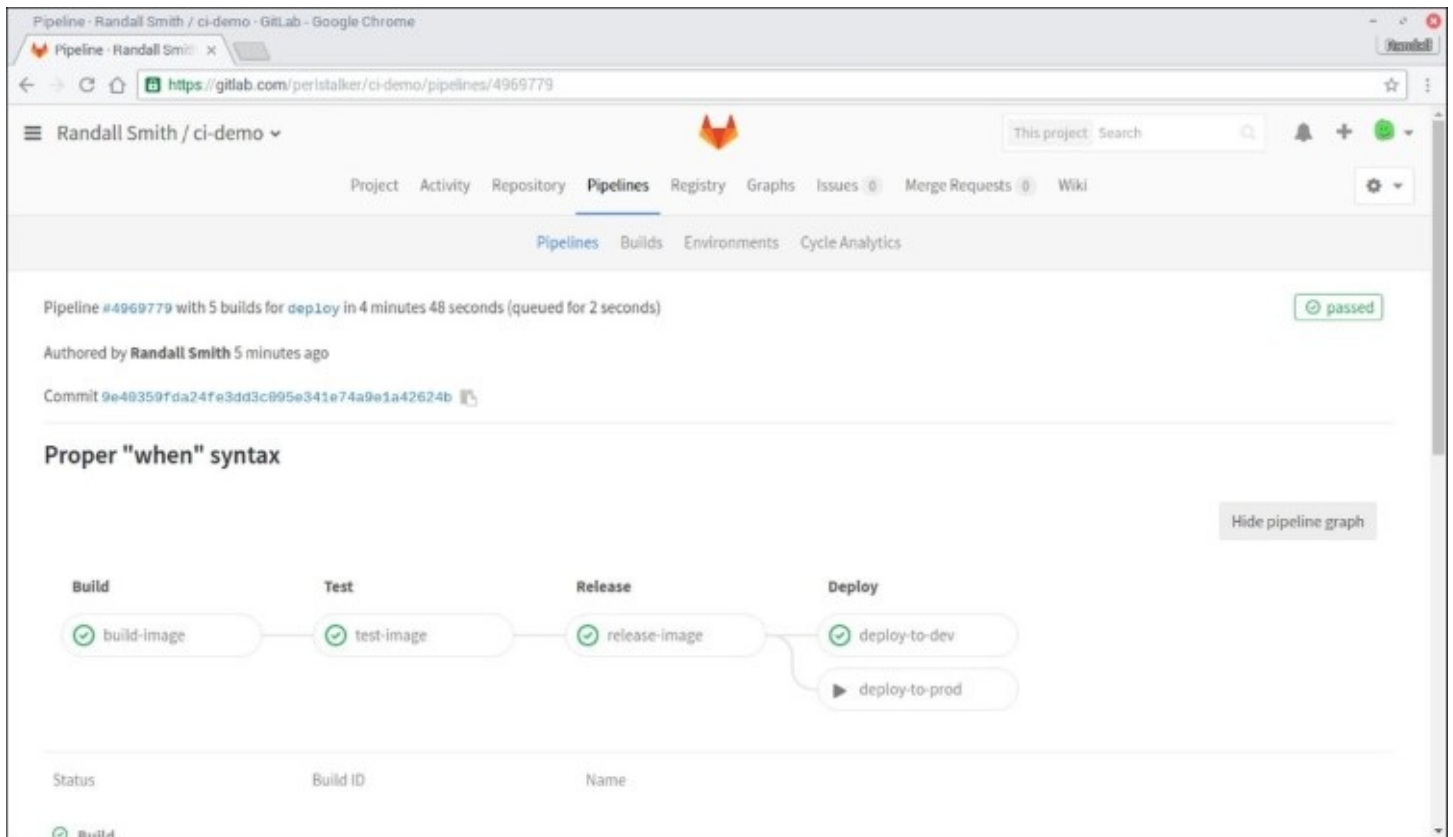 Pipeline · Randall Smith / ci-demo · GitLab - Google Chrome
Pipeline · Randall Smit
Randall
https://gitlab.com/perlstalker/ci-demo/pipelines/4969779
Randall Smith / ci-demo
This project Search
Project Activity Repository Pipelines Registry Graphs Issues 0 Merge Requests 0 Wiki
Pipelines Builds Environments Cycle Analytics
Pipeline #4969779 with 5 builds for deploy in 4 minutes 48 seconds (queued for 2 seconds)
passed
Authored by Randall Smith 5 minutes ago
Commit 9e40359fda24fe3dd3c095e341e74a9e1a42624b
Proper "when" syntax
Hide pipeline graph
Build Test Release Deploy
build-image test-image release-image deploy-to-dev
deploy-to-prod
Status Build ID Name
Build